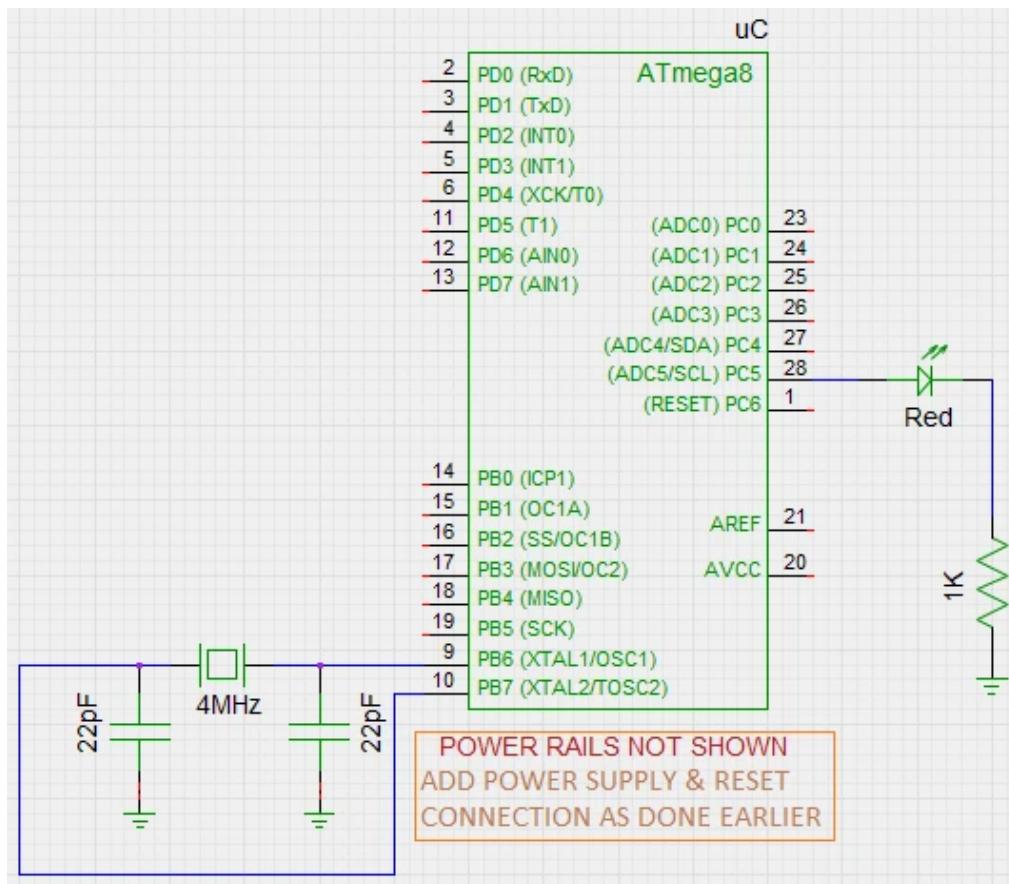 uC
ATmega8
2 PD0 (RxD)
3 PD1 (TxD)
4 PD2 (INT0)
5 PD3 (INT1)
6 PD4 (XCK/T0)
11 PD5 (T1)
12 PD6 (AIN0)
13 PD7 (AIN1)
(ADC0) PC0 23
(ADC1) PC1 24
(ADC2) PC2 25
(ADC3) PC3 26
(ADC4/SDA) PC4 27
(ADC5/SCL) PC5 28
(RESET) PC6 1
Red
14 PB0 (ICP1)
15 PB1 (OC1A)
16 PB2 (SS/OC1B)
17 PB3 (MOSI/OC2)
18 PB4 (MISO)
19 PB5 (SCK)
9 PB6 (XTAL1/OSC1)
10 PB7 (XTAL2/TOSC2)
AREF 21
AVCC 20
1K
4MHz
22pF
22pF
POWER RAILS NOT SHOWN
ADD POWER SUPPLY & RESET
CONNECTION AS DONE EARLIER